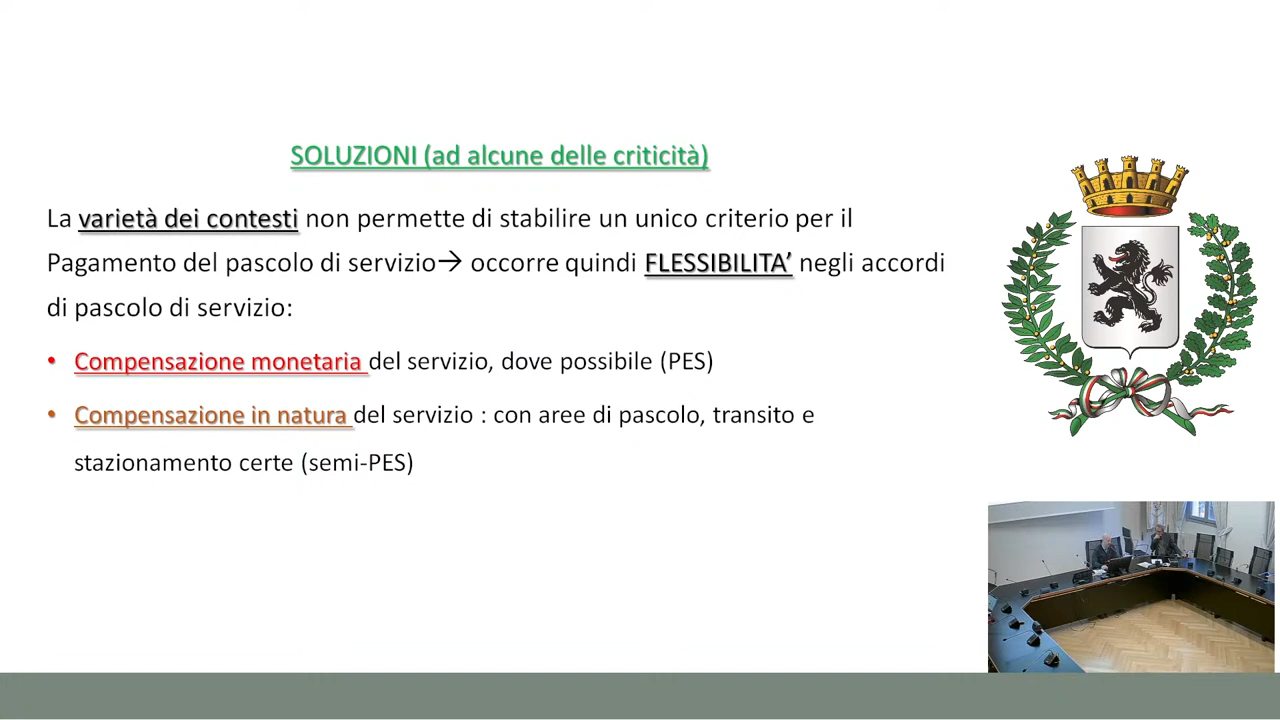 SOLUZIONI (ad alcune delle criticità)
La varietà dei contesti non permette di stabilire un unico criterio per il
Pagamento del pascolo di servizio→ occorre quindi FLESSIBILITA’ negli accordi
di pascolo di servizio:
• Compensazione monetaria del servizio, dove possibile (PES)
• Compensazione in natura del servizio : con aree di pascolo, transito e
stazionamento certe (semi-PES)